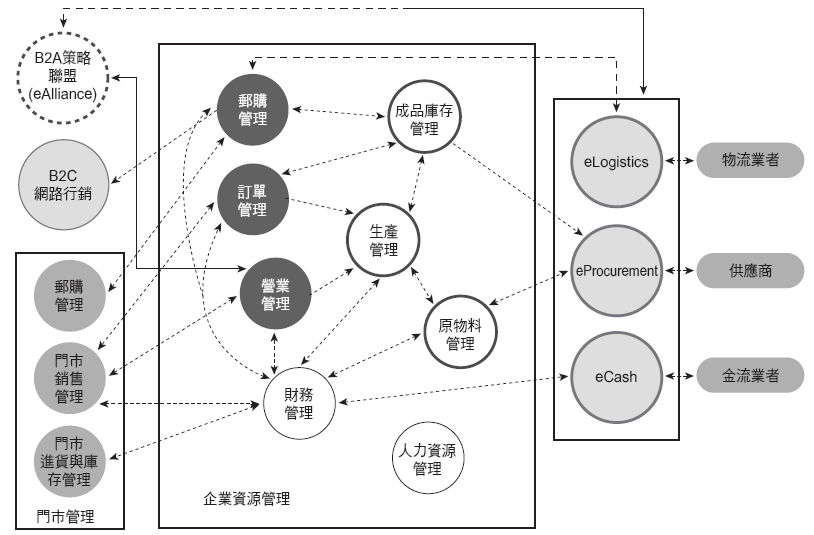 B2A策略
聯盟
(eAlliance)
B2C
網路行銷
郵購
管理
門市
銷售
管理
門市
進貨與庫
存管理
門市管理
郵購
管理
訂單
管理
營業
管理
財務
管理
成品庫存
管理
生產
管理
原物料
管理
人力資源
管理
企業資源管理
eLogistics
eProcurement
eCash
物流業者
供應商
金流業者